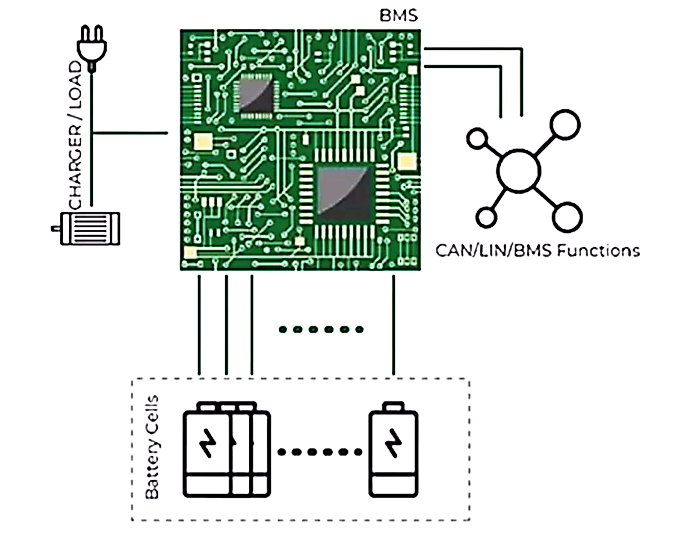 BMS
CHARGER / LOAD
CAN/LIN/BMS Functions
Battery Cells